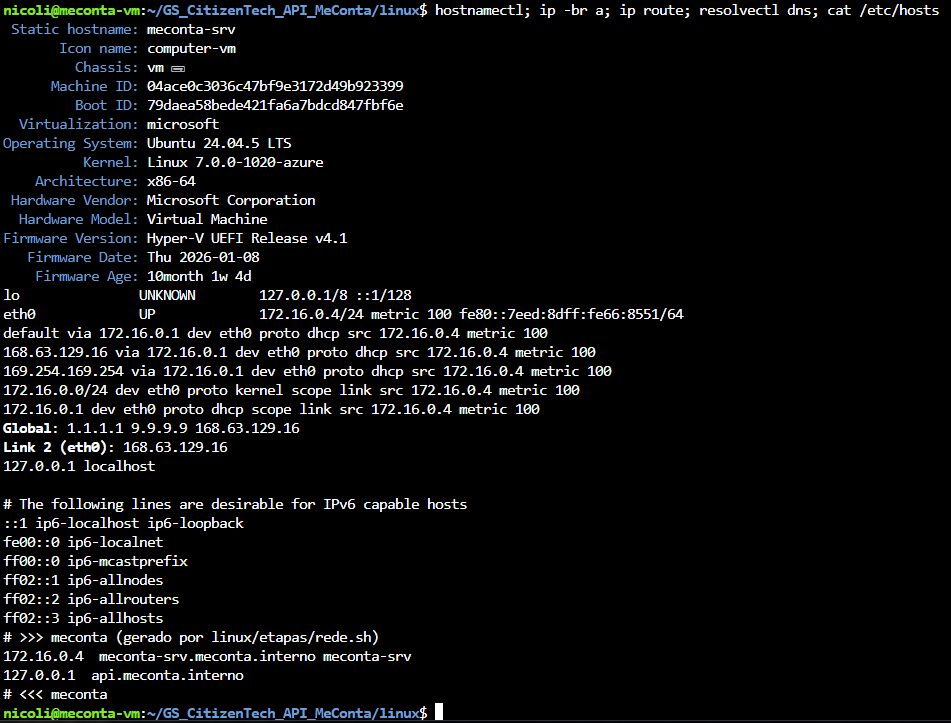 nicoli@meconta-vm:~/GS_CitizenTech_API_MeConta/linux$ hostnamectl; ip -br a; ip route; resolvectl dns; cat /etc/hosts
Static hostname: meconta-srv
Icon name: computer-vm
Chassis: vm
Machine ID: 04ace0c3036c47bf9e3172d49b923399
Boot ID: 79daea58bede421fa6a7bdcd847fbf6e
Virtualization: microsoft
Operating System: Ubuntu 24.04.5 LTS
Kernel: Linux 7.0.0-1020-azure
Architecture: x86-64
Hardware Vendor: Microsoft Corporation
Hardware Model: Virtual Machine
Firmware Version: Hyper-V UEFI Release v4.1
Firmware Date: Thu 2026-01-08
Firmware Age: 10month 1w 4d
lo UNKNOWN 127.0.0.1/8 ::1/128
eth0 UP 172.16.0.4/24 metric 100 fe80::7eed:8dff:fe66:8551/64
default via 172.16.0.1 dev eth0 proto dhcp src 172.16.0.4 metric 100
168.63.129.16 via 172.16.0.1 dev eth0 proto dhcp src 172.16.0.4 metric 100
169.254.169.254 via 172.16.0.1 dev eth0 proto dhcp src 172.16.0.4 metric 100
172.16.0.0/24 dev eth0 proto kernel scope link src 172.16.0.4 metric 100
172.16.0.1 dev eth0 proto dhcp scope link src 172.16.0.4 metric 100
Global: 1.1.1.1 9.9.9.9 168.63.129.16
Link 2 (eth0): 168.63.129.16
127.0.0.1 localhost

# The following lines are desirable for IPv6 capable hosts
::1 ip6-localhost ip6-loopback
fe00::0 ip6-localnet
ff00::0 ip6-mcastprefix
ff02::1 ip6-allnodes
ff02::2 ip6-allrouters
ff02::3 ip6-allhosts
# >>> meconta (gerado por linux/etapas/rede.sh)
172.16.0.4  meconta-srv.meconta.interno meconta-srv
127.0.0.1  api.meconta.interno
# <<< meconta
nicoli@meconta-vm:~/GS_CitizenTech_API_MeConta/linux$